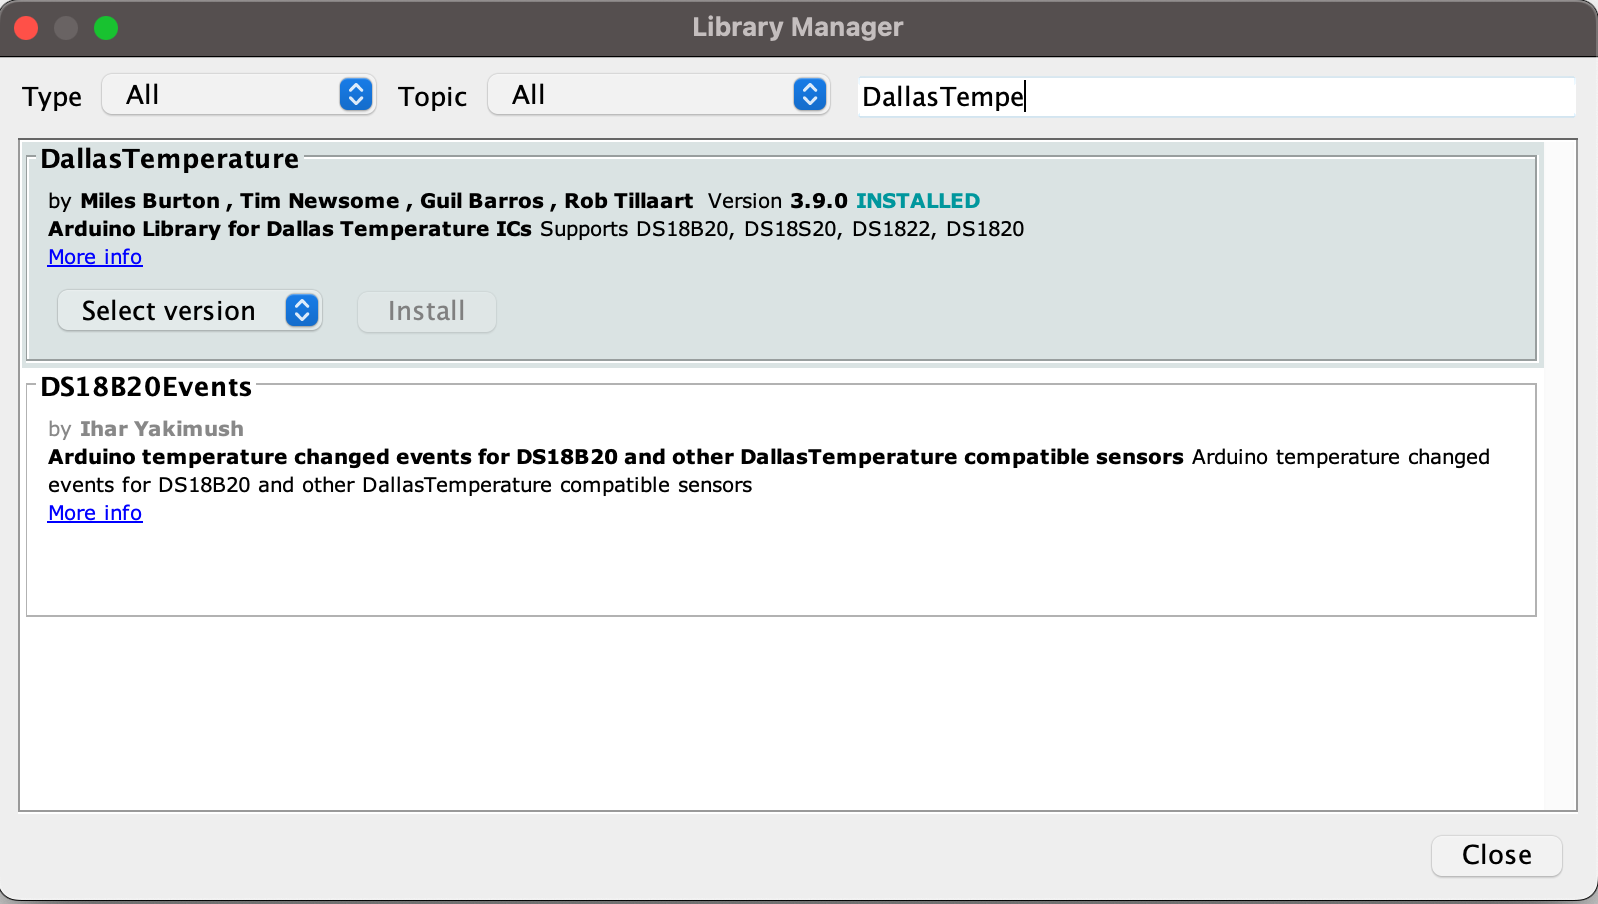 Library Manager
Type All Topic All DallasTempe
DallasTemperature
by Miles Burton , Tim Newsome , Guil Barros , Rob Tillaart Version 3.9.0 INSTALLED
Arduino Library for Dallas Temperature ICs Supports DS18B20, DS18S20, DS1822, DS1820
More info
Select version Install
DS18B20Events
by Ihar Yakimush
Arduino temperature changed events for DS18B20 and other DallasTemperature compatible sensors Arduino temperature changed
events for DS18B20 and other DallasTemperature compatible sensors
More info
Close